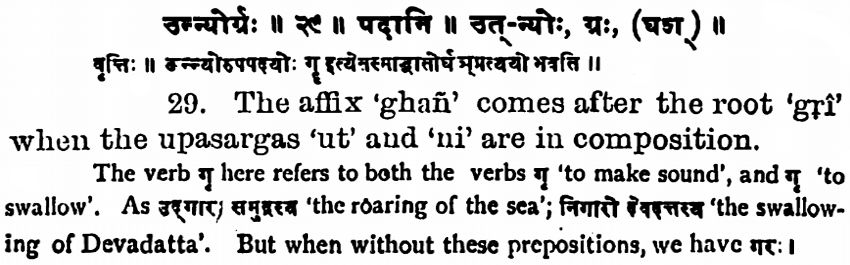 उन्न्योर्ग्रः ॥ २९ ॥ पदानि ॥ उत्-न्योः, ग्रः, (घञ्) ॥
वृत्तिः ॥ उन्न्योरुपपदयोः गॄ इत्येतस्माद्धातोर्घञ्प्रत्ययो भवति ॥
29. The affix 'ghañ' comes after the root 'gṛî'
when the upasargas 'ut' and 'ni' are in composition.
The verb गॄ here refers to both the verbs गॄ 'to make sound', and गॄ 'to
swallow'. As उद्गारः समुद्रस्य 'the roaring of the sea'; निगारो देवदत्तस्य 'the swallow-
ing of Devadatta'. But when without these prepositions, we have गरः।